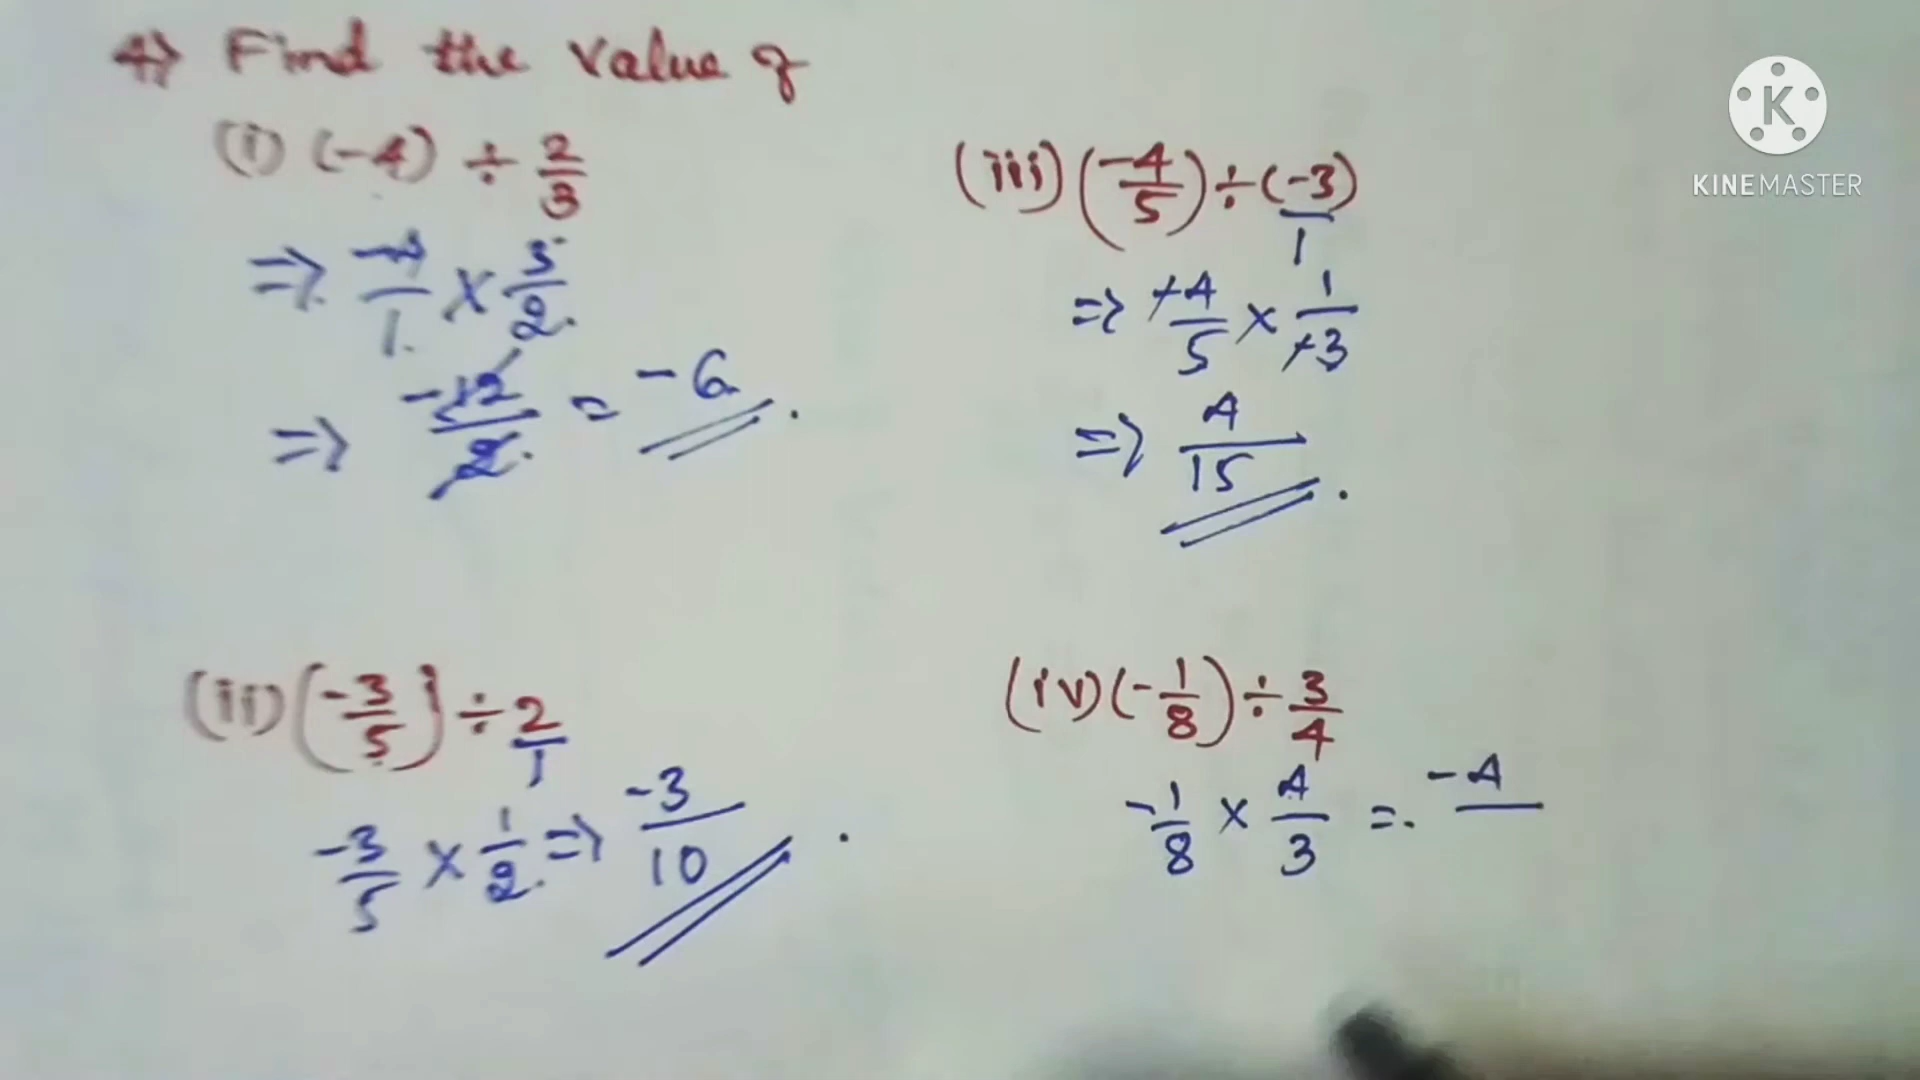 4) Find the value of
(i) (-4) ÷ 2/3
⇒ -4/1 × 3/2
⇒ -12/2 = -6
(ii) (-3/5) ÷ 2/1
-3/5 × 1/2 ⇒ -3/10
(iii) (-4/5) ÷ (-3)/1
⇒ -4/5 × 1/-3
⇒ 4/15
(iv) (-1/8) ÷ 3/4
-1/8 × 4/3 = -4
K
KINEMASTER